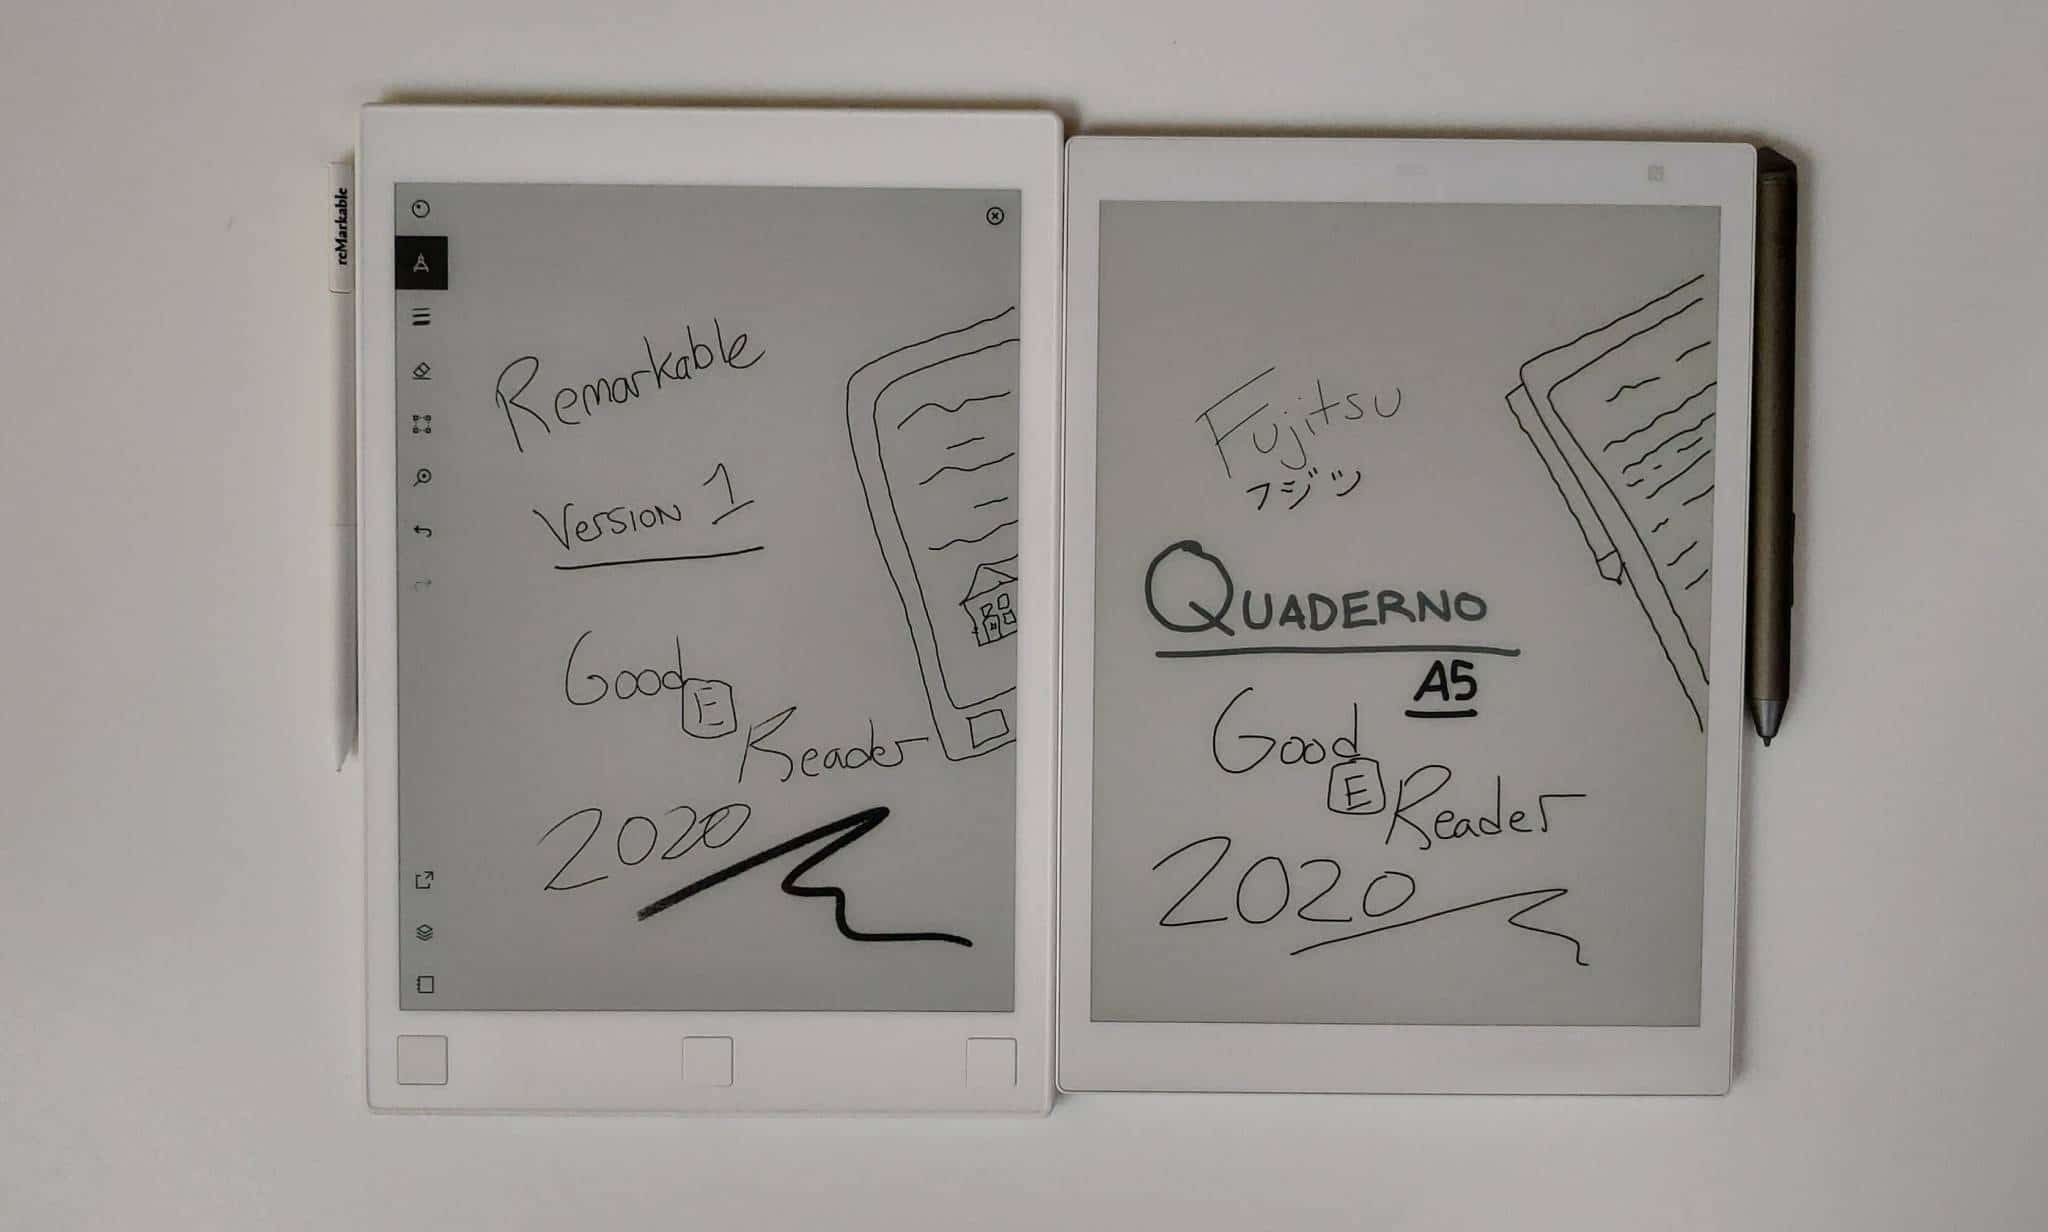 reMarkable
Remarkable
Version 1
Good
E
Reader
2020
Fujitsu
フジツ
QUADERNO
A5
Good
E
Reader
2020